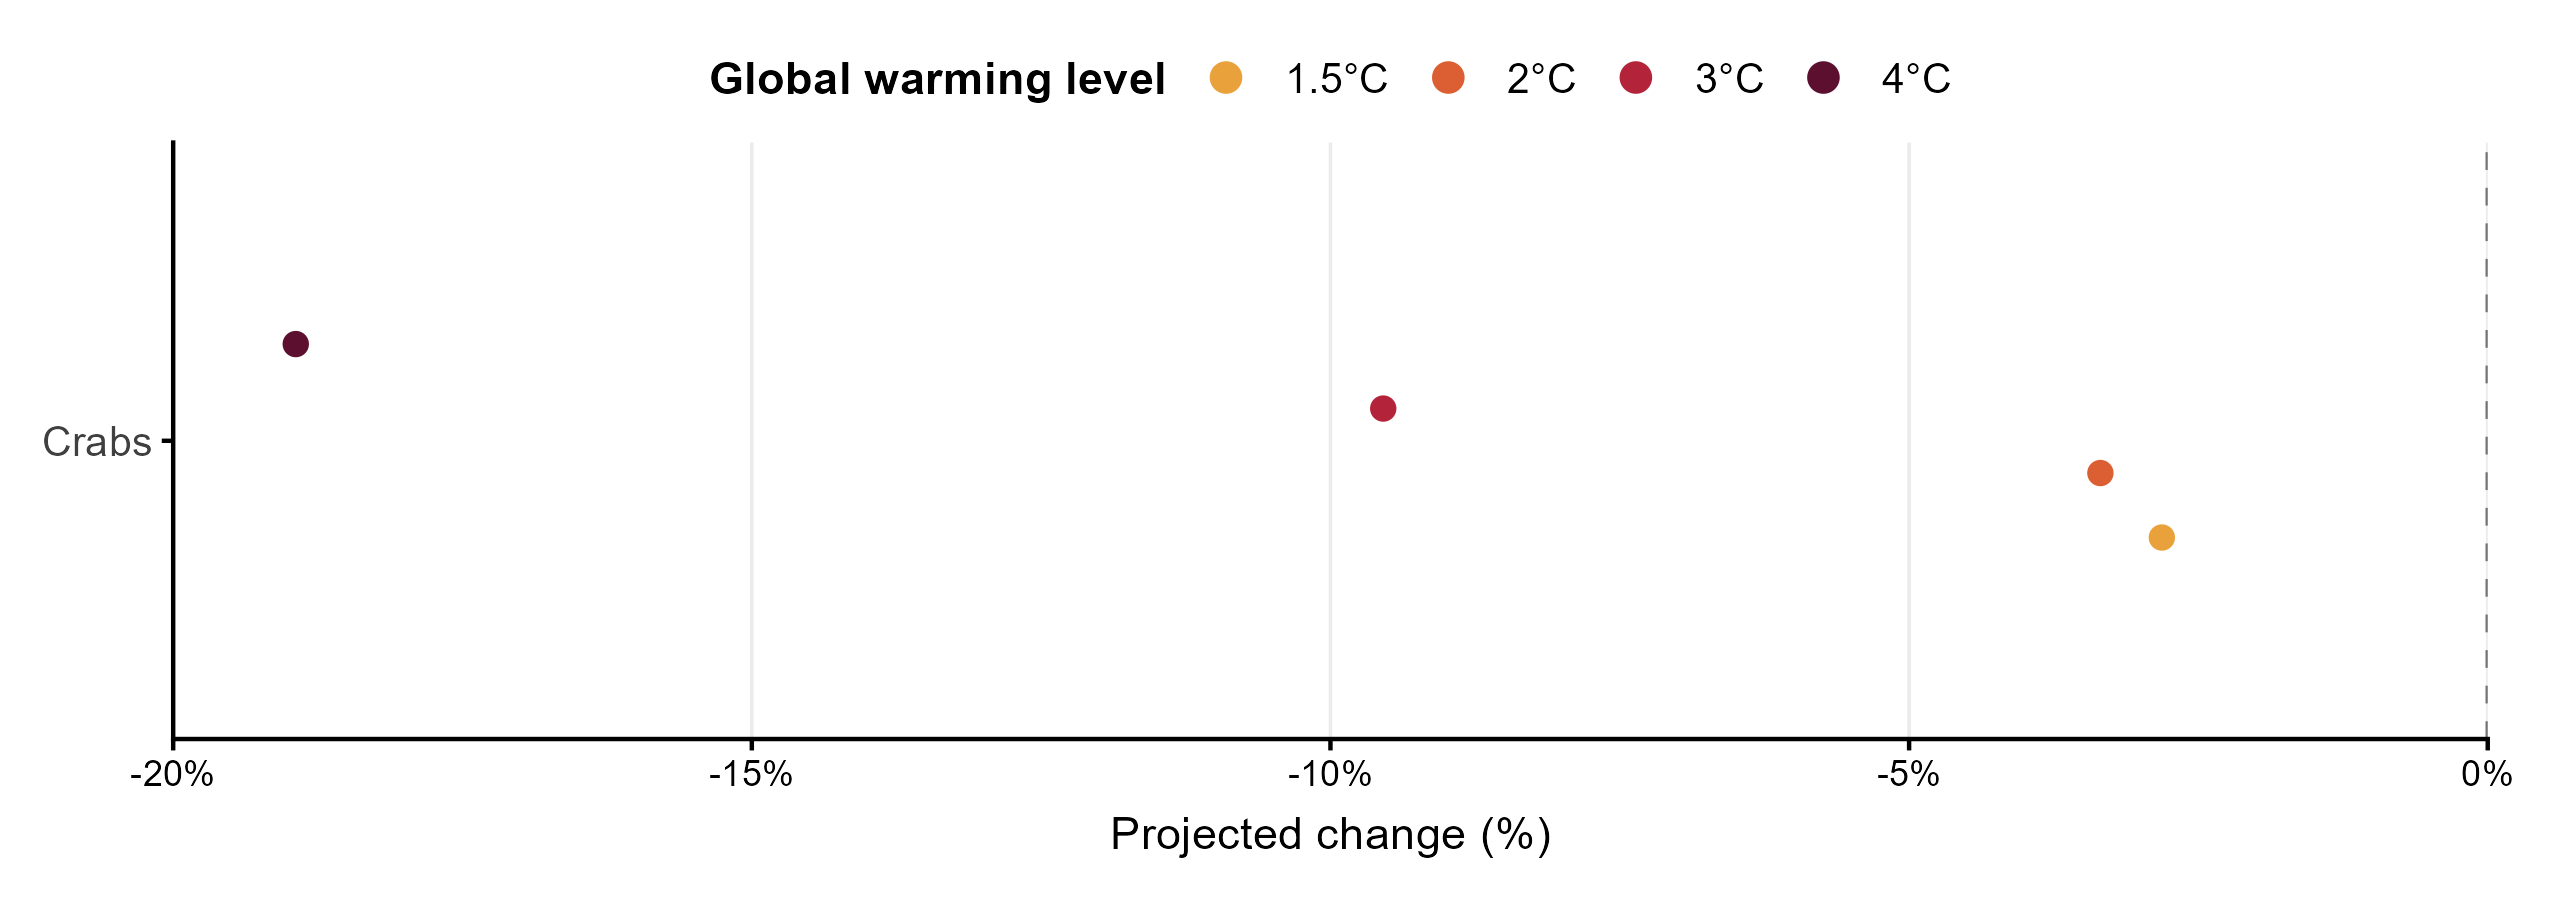 Global warming level 1.5°C 2°C 3°C 4°C
Crabs
-20% -15% -10% -5% 0%
Projected change (%)